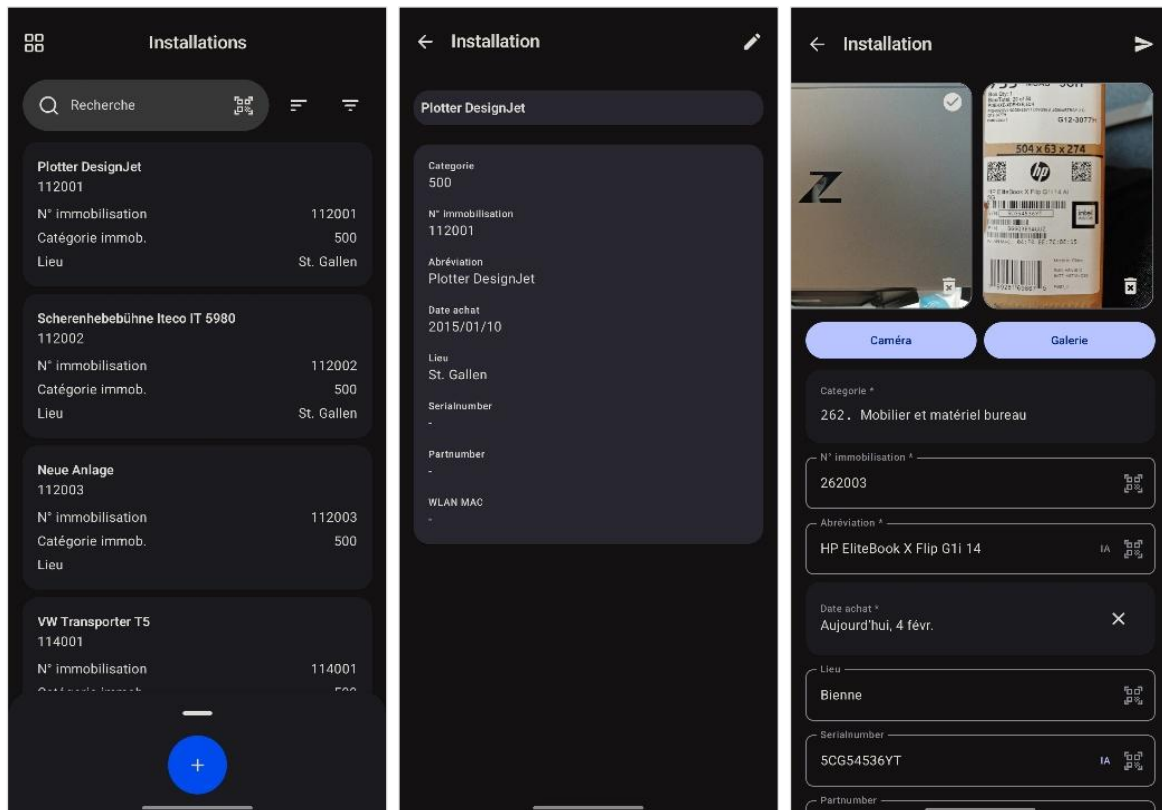 Installations
Recherche
Plotter DesignJet
112001
N° immobilisation 112001
Catégorie immob. 500
Lieu St. Gallen
Scherenhebebühne Iteco IT 5980
112002
N° immobilisation 112002
Catégorie immob. 500
Lieu St. Gallen
Neue Anlage
112003
N° immobilisation 112003
Catégorie immob. 500
Lieu
VW Transporter T5
114001
N° immobilisation 114001
Installation
Plotter DesignJet
Categorie
500
N° immobilisation
112001
Abréviation
Plotter DesignJet
Date achat
2015/01/10
Lieu
St. Gallen
Serialnumber
-
Partnumber
-
WLAN MAC
-
Installation
G12-3077H
504 x 63 x 274
hp
intel
Caméra
Galerie
Categorie *
262. Mobilier et matériel bureau
N° immobilisation *
262003
Abréviation *
HP EliteBook X Flip G1i 14 IA
Date achat *
Aujourd'hui, 4 févr.
Lieu
Bienne
Serialnumber
5CG54536YT IA
Partnumber